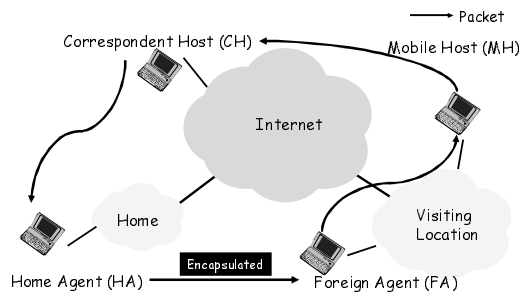 Packet
Correspondent Host (CH)
Mobile Host (MH)
Internet
Home
Visiting
Location
Encapsulated
Home Agent (HA)
Foreign Agent (FA)